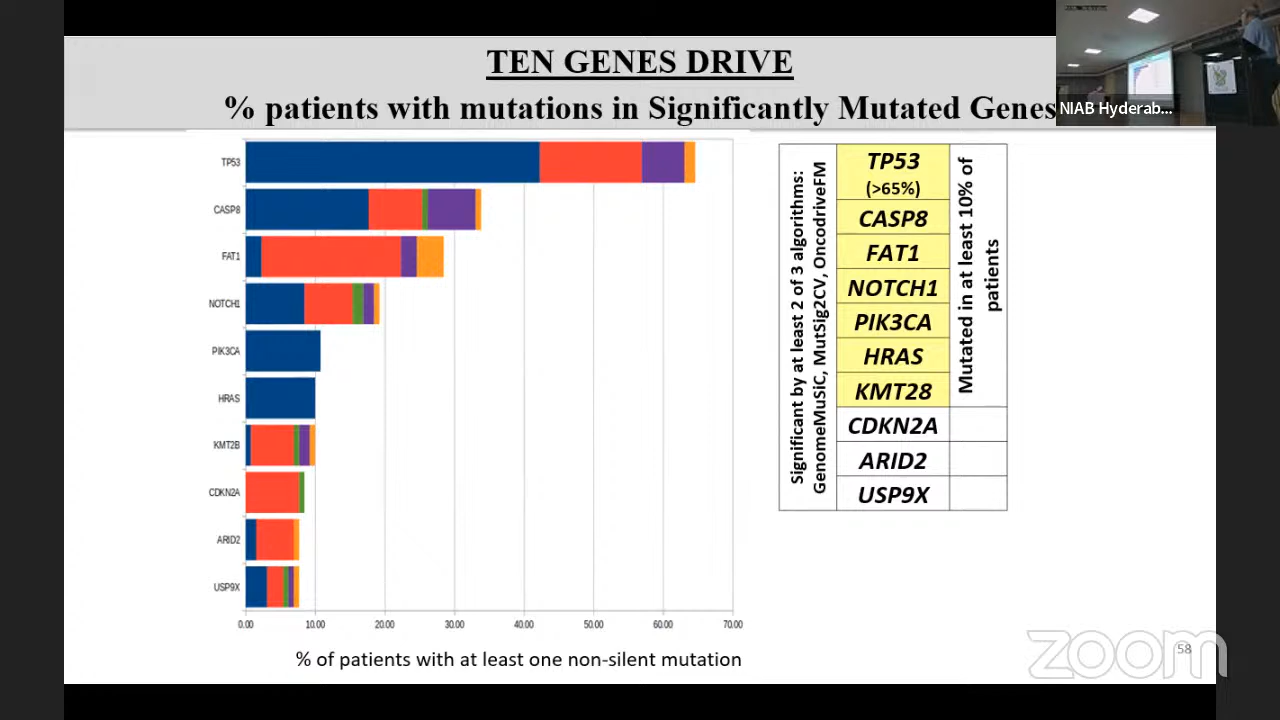 TEN GENES DRIVE
% patients with mutations in Significantly Mutated Genes
NIAB Hyderab...
TP53
CASP8
FAT1
NOTCH1
PIK3CA
HRAS
KMT2B
CDKN2A
ARID2
USP9X
0.00 10.00 20.00 30.00 40.00 50.00 60.00 70.00
% of patients with at least one non-silent mutation
Significant by at least 2 of 3 algorithms:
GenomeMuSiC, MutSig2CV, OncodriveFM
TP53
(>65%)
CASP8
FAT1
NOTCH1
PIK3CA
HRAS
KMT28
CDKN2A
ARID2
USP9X
Mutated in at least 10% of
patients
zoom
58